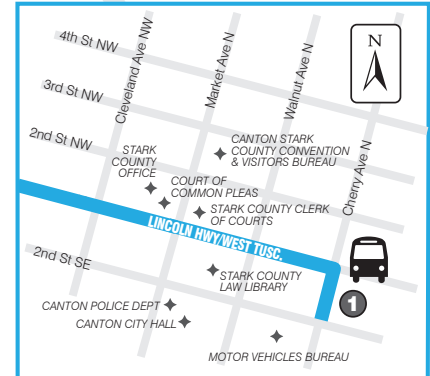 4th St NW
Cleveland Ave NW
Market Ave N
Walnut Ave N
N
3rd St NW
2nd St NW
CANTON STARK
COUNTY CONVENTION
& VISITORS BUREAU
STARK
COUNTY
OFFICE
COURT OF
COMMON PLEAS
Cherry Ave N
STARK COUNTY CLERK
OF COURTS
LINCOLN HWY/WEST TUSC.
2nd St SE
STARK COUNTY
LAW LIBRARY
1
CANTON POLICE DEPT
CANTON CITY HALL
MOTOR VEHICLES BUREAU